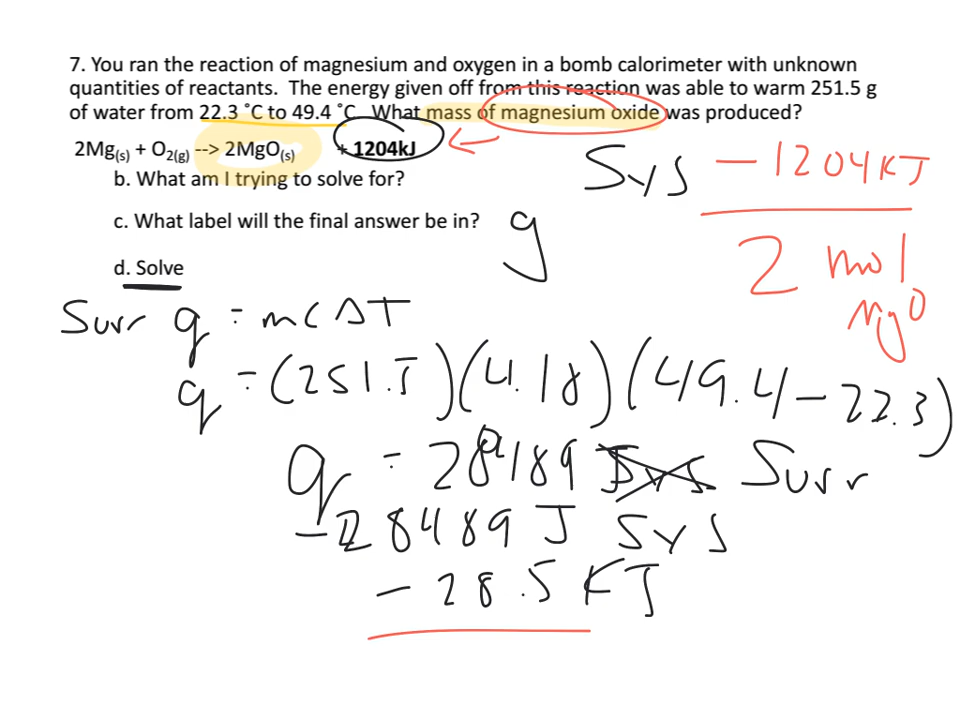 7. You ran the reaction of magnesium and oxygen in a bomb calorimeter with unknown
quantities of reactants. The energy given off from this reaction was able to warm 251.5 g
of water from 22.3 ˚C to 49.4 ˚C. What mass of magnesium oxide was produced?
2Mg(s) + O2(g) --> 2MgO(s) + 1204kJ
Sys -1204KJ
2 mol
MgO
b. What am I trying to solve for?
c. What label will the final answer be in? g
d. Solve
Surr q = mCΔT
q = (251.5)(4.18)(49.4-22.3)
q = 28489 Surr
-28489 J Sys
-28.5 KJ